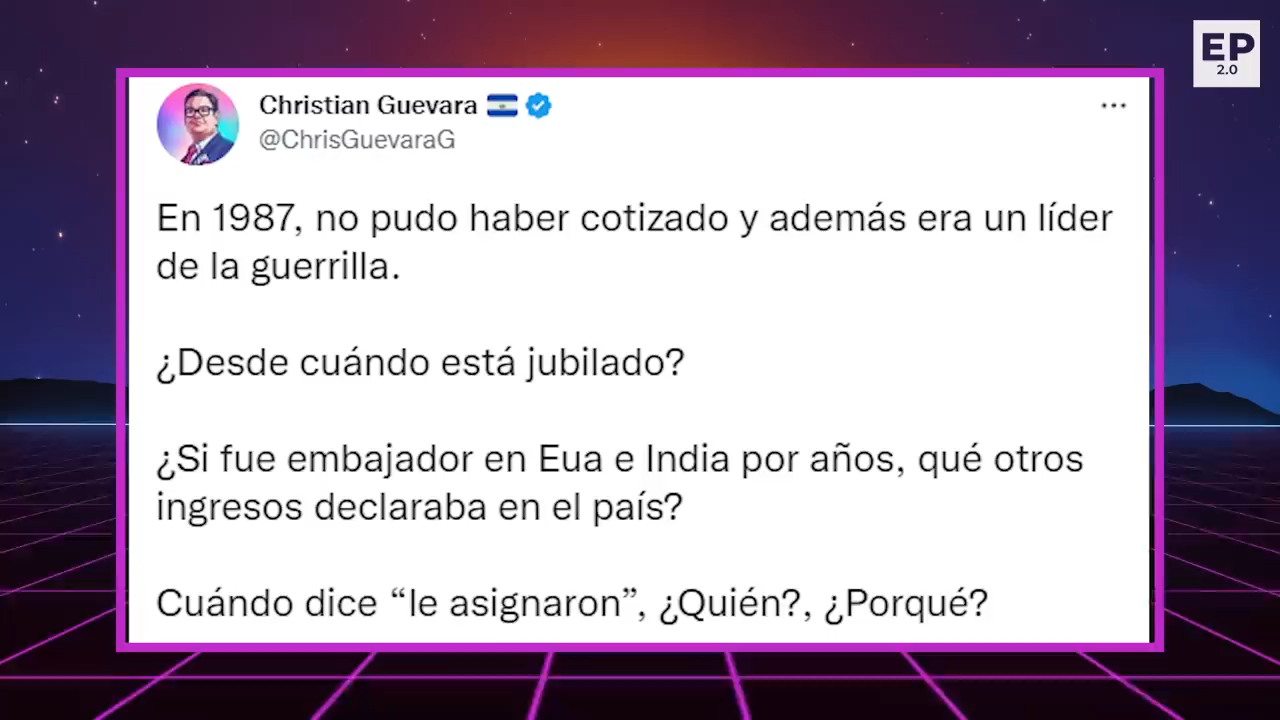 EP
2.0
Christian Guevara
@ChrisGuevaraG
En 1987, no pudo haber cotizado y además era un líder
de la guerrilla.
¿Desde cuándo está jubilado?
¿Si fue embajador en Eua e India por años, qué otros
ingresos declaraba en el país?
Cuándo dice “le asignaron”, ¿Quién?, ¿Porqué?